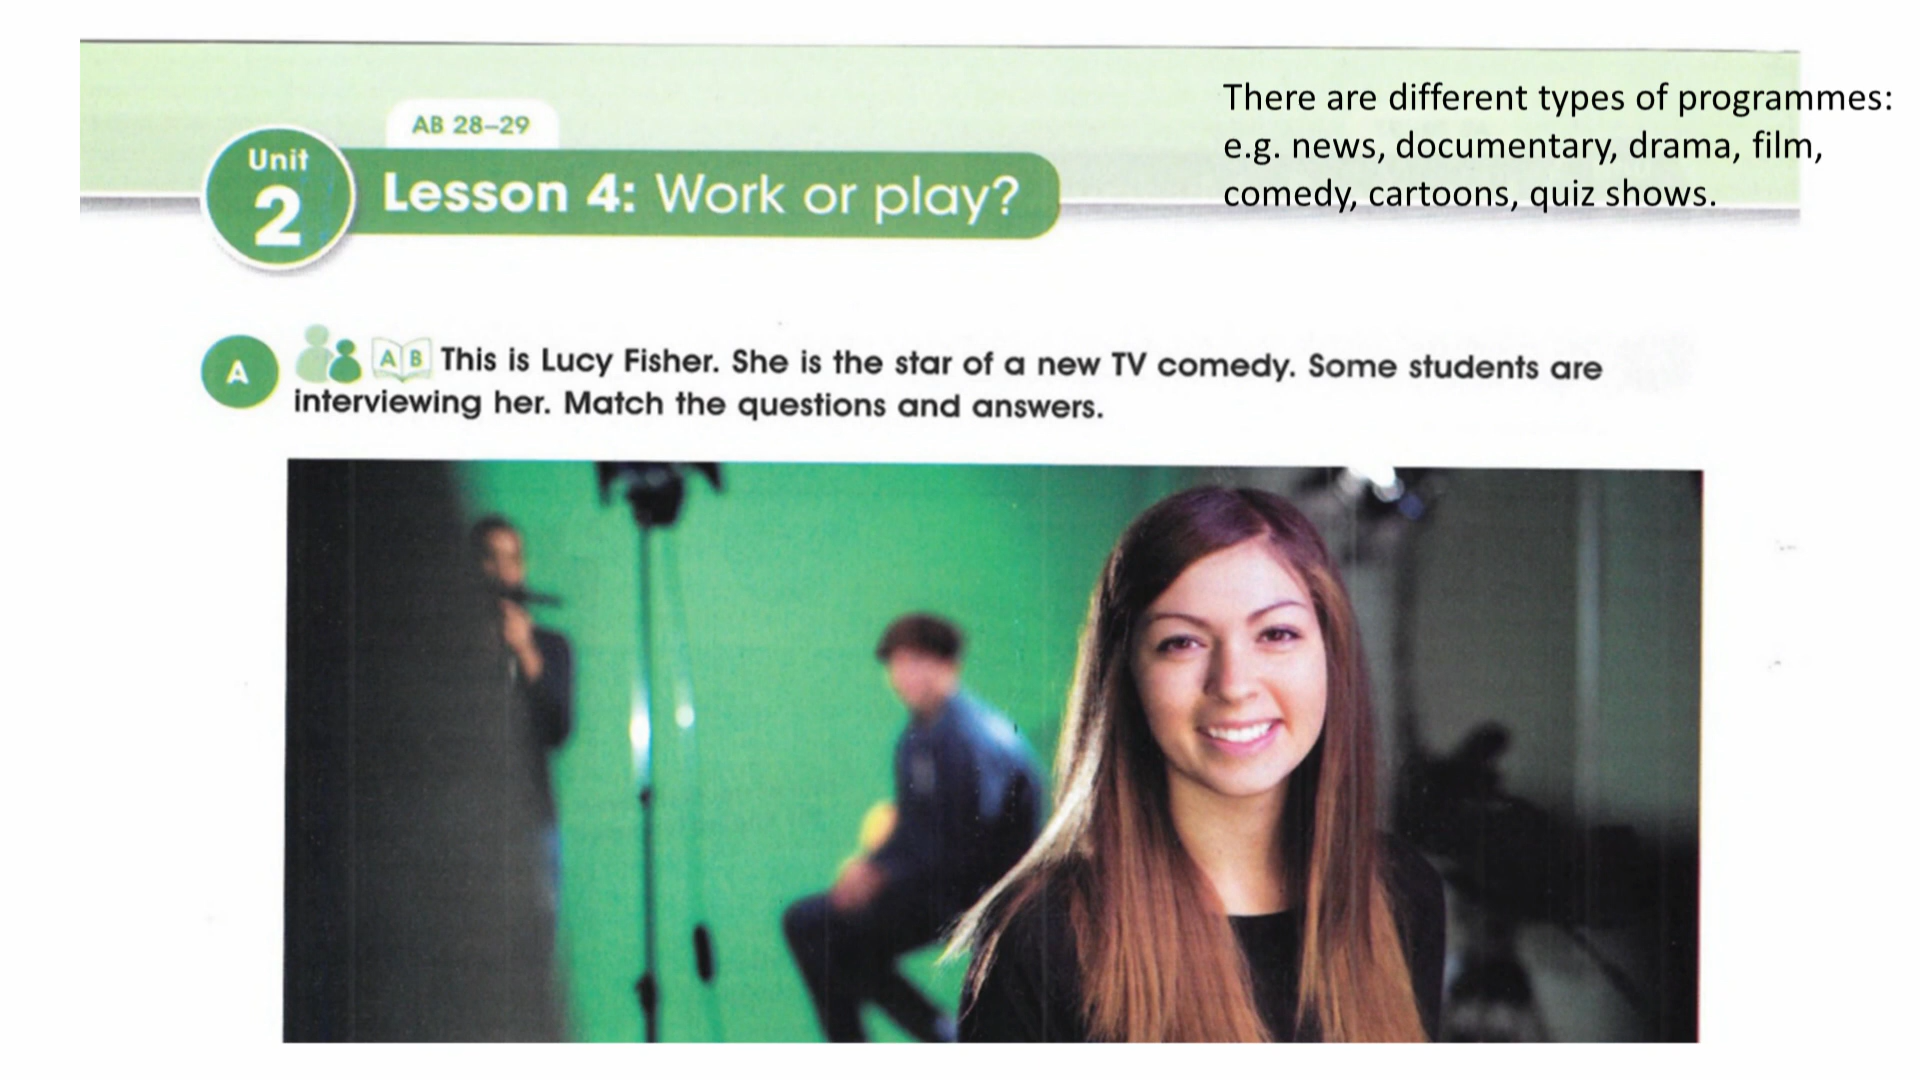 There are different types of programmes:
e.g. news, documentary, drama, film,
comedy, cartoons, quiz shows.
AB 28–29
Unit
2
Lesson 4: Work or play?
A
A B This is Lucy Fisher. She is the star of a new TV comedy. Some students are
interviewing her. Match the questions and answers.